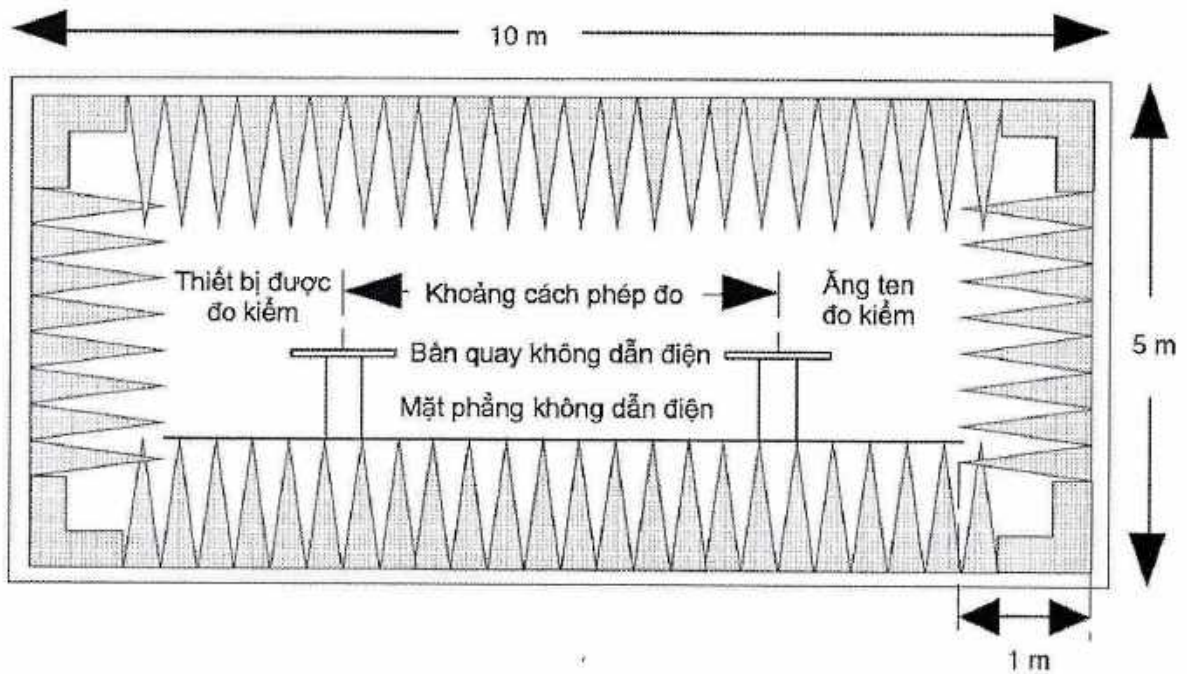 10 m
Thiết bị được
đo kiểm
Khoảng cách phép đo
Ăng ten
đo kiểm
Bàn quay không dẫn điện
5 m
Mặt phẳng không dẫn điện
1 m